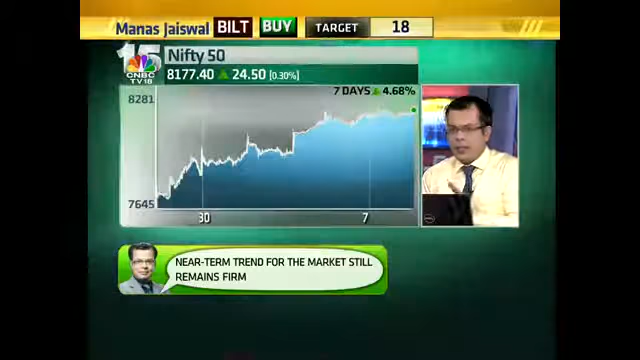 Manas Jaiswal BILT BUY TARGET 18
15
CNBC
TV18
Nifty 50
8177.40 ▲ 24.50 [0.30%]
7 DAYS ▲ 4.68%
8281
7645
30 7
NEAR-TERM TREND FOR THE MARKET STILL
REMAINS FIRM